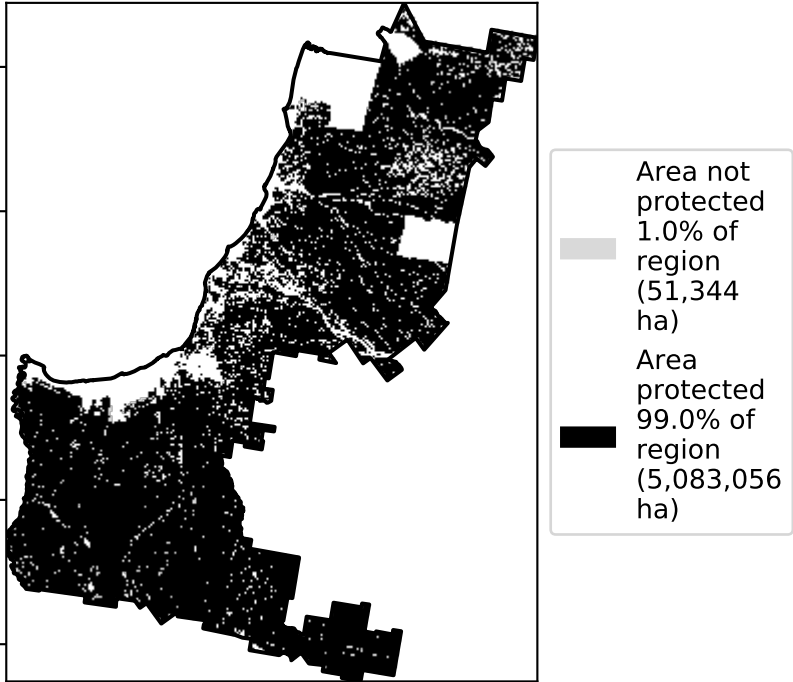 Area not
protected
1.0% of
region
(51,344
ha)
Area
protected
99.0% of
region
(5,083,056
ha)